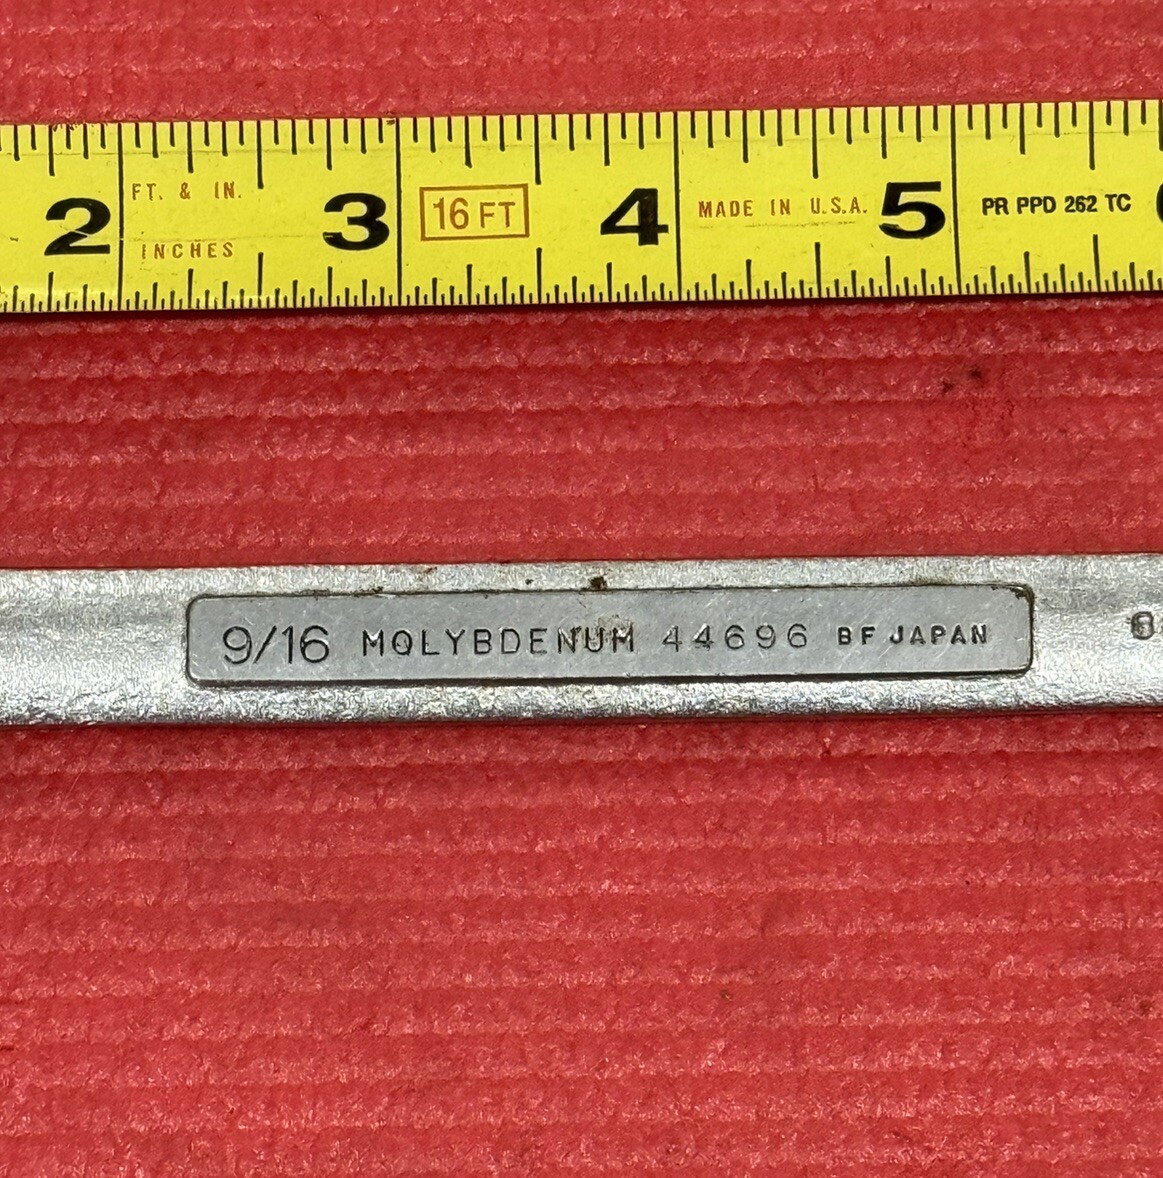 2 FT. & IN. 3 16 FT 4 MADE IN U.S.A. 5 PR PPD 262 TC
INCHES
9/16 MOLYBDENUM 44696 BF JAPAN